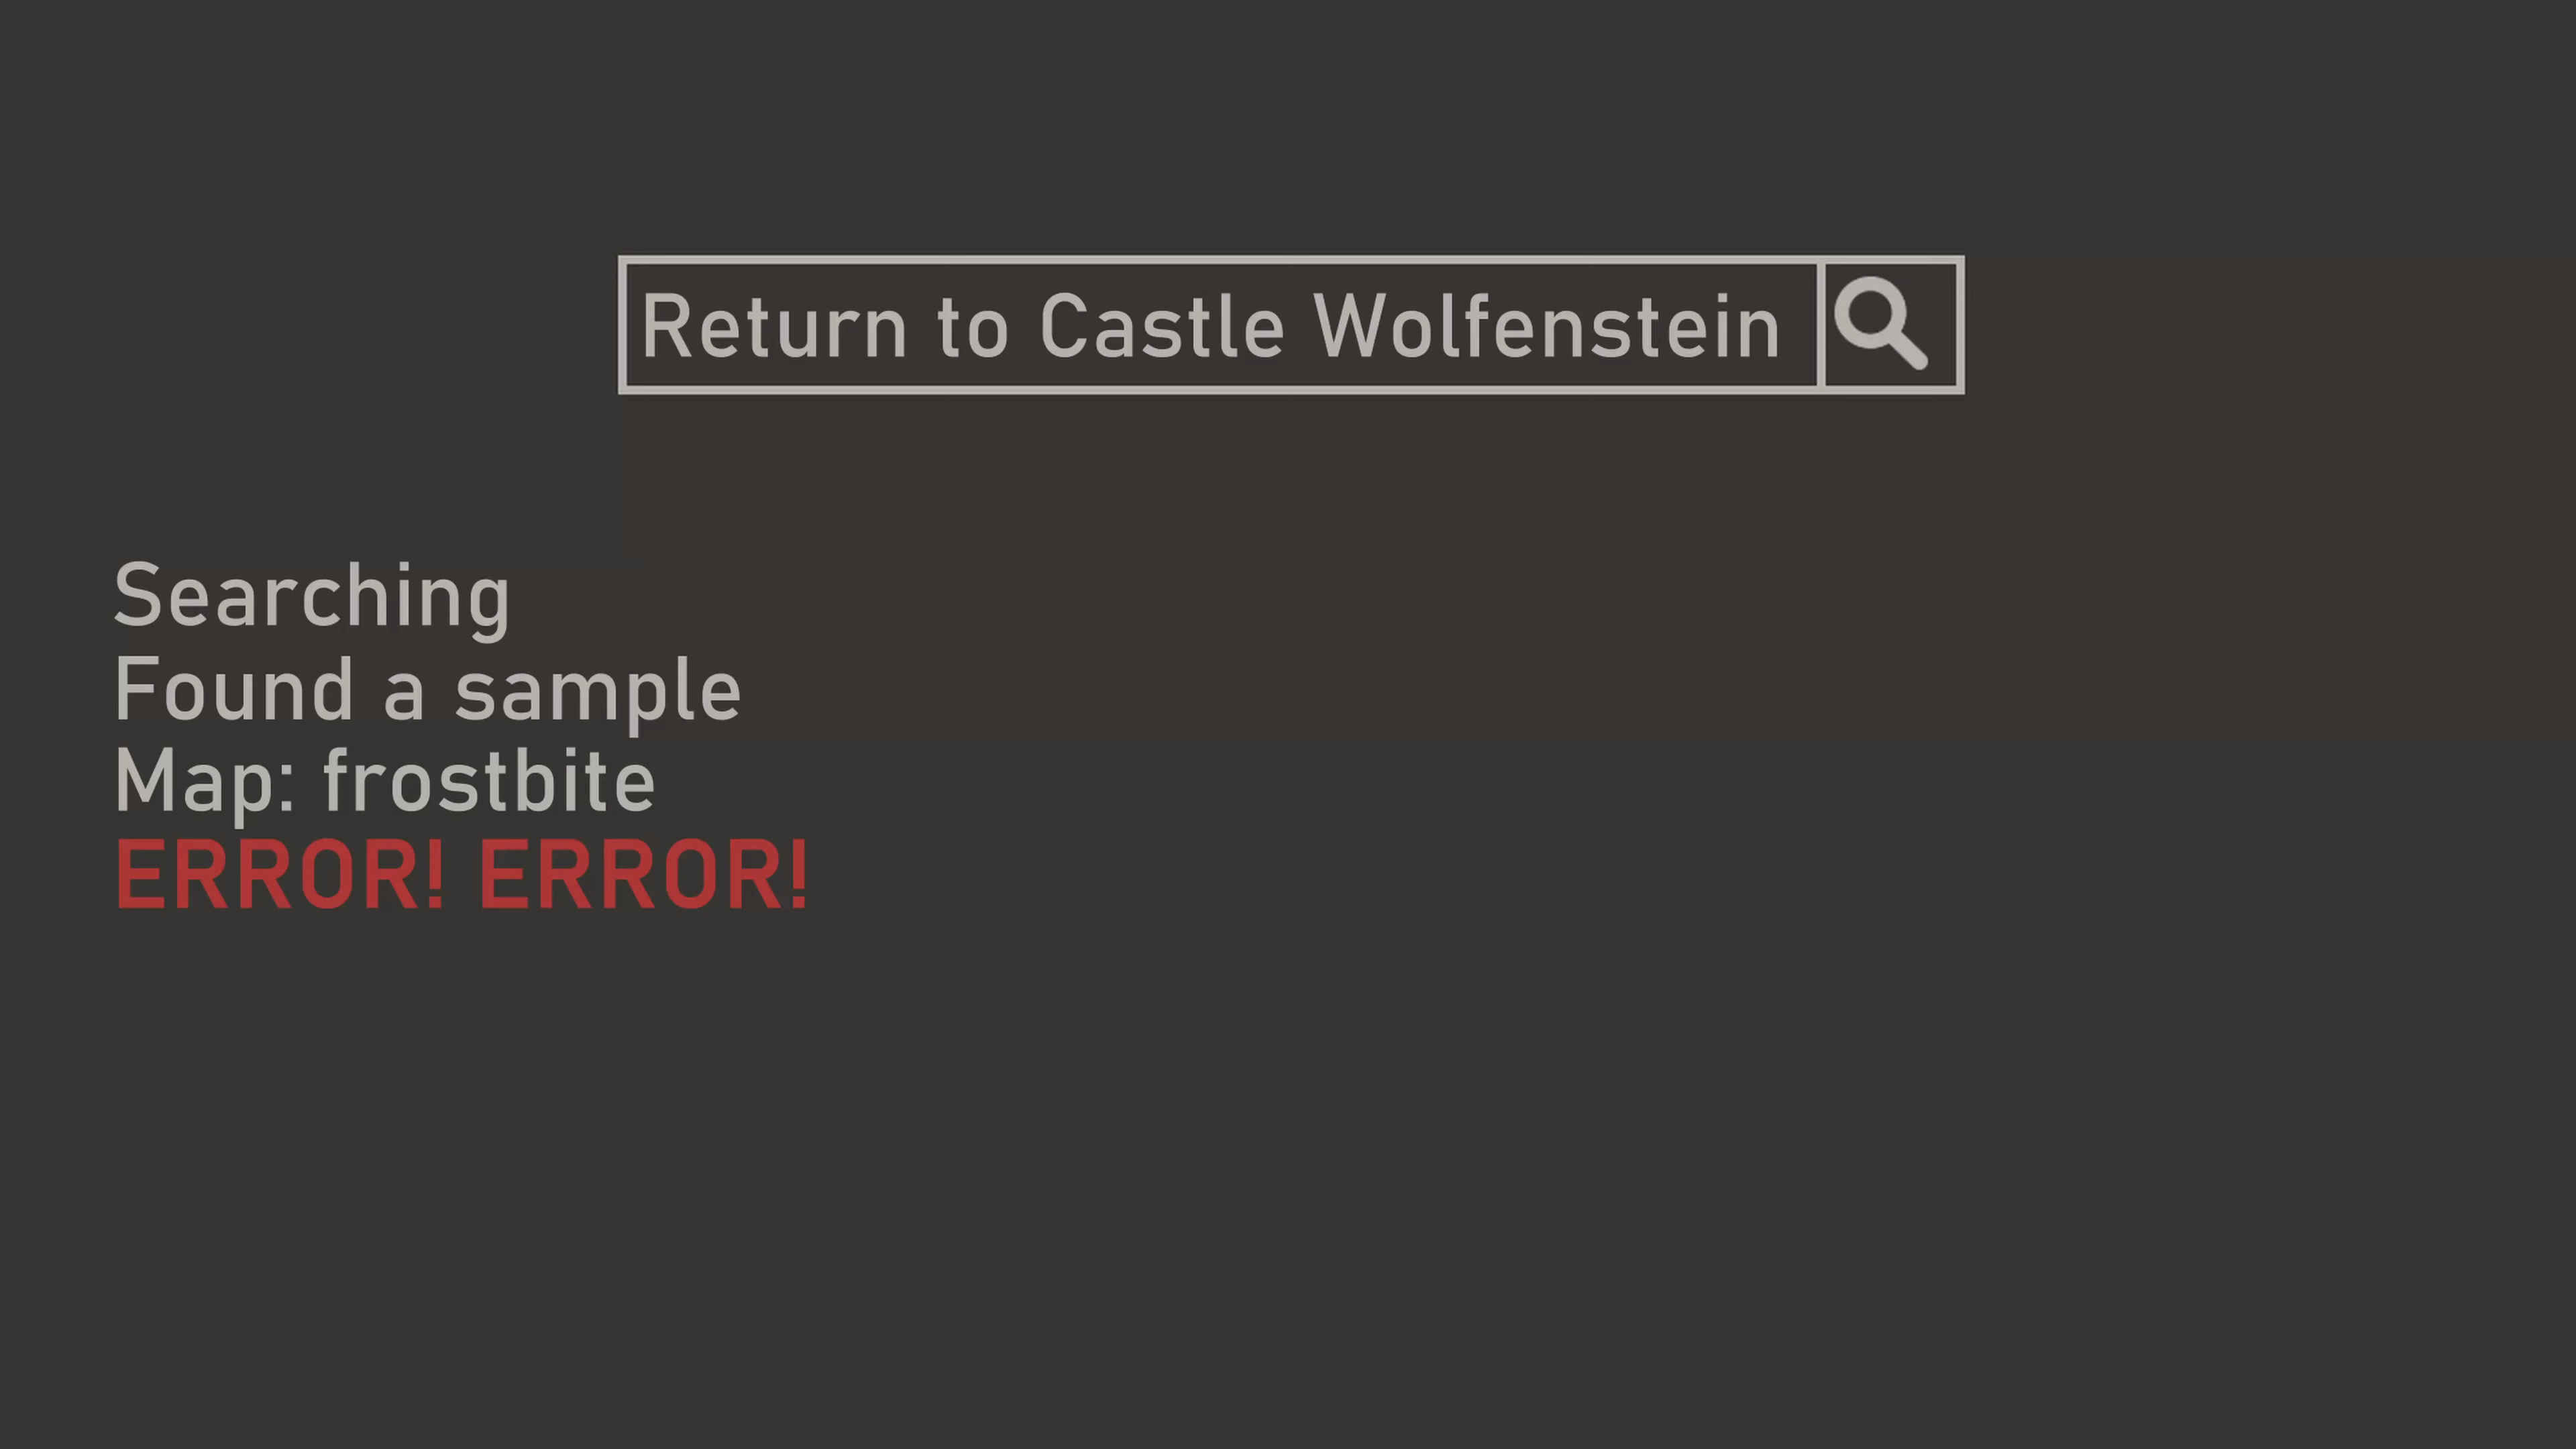 Return to Castle Wolfenstein
Searching
Found a sample
Map: frostbite
ERROR! ERROR!